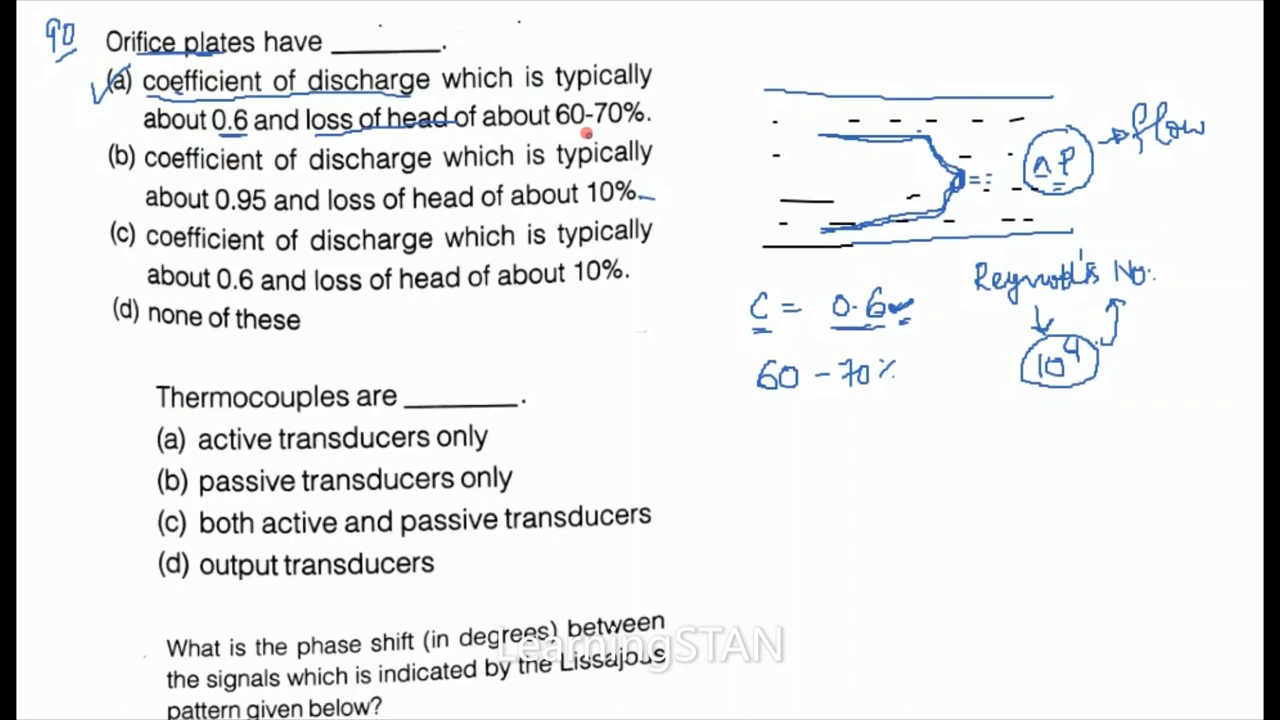 90
Orifice plates have ________.
(a) coefficient of discharge which is typically
about 0.6 and loss of head of about 60-70%.
(b) coefficient of discharge which is typically
about 0.95 and loss of head of about 10%
(c) coefficient of discharge which is typically
about 0.6 and loss of head of about 10%.
(d) none of these
ΔP → flow
Reynold's No.
C = 0.6
60 - 70%
10⁴
Thermocouples are ________.
(a) active transducers only
(b) passive transducers only
(c) both active and passive transducers
(d) output transducers
What is the phase shift (in degrees) between
the signals which is indicated by the Lissajous
pattern given below?
LearningSTAN